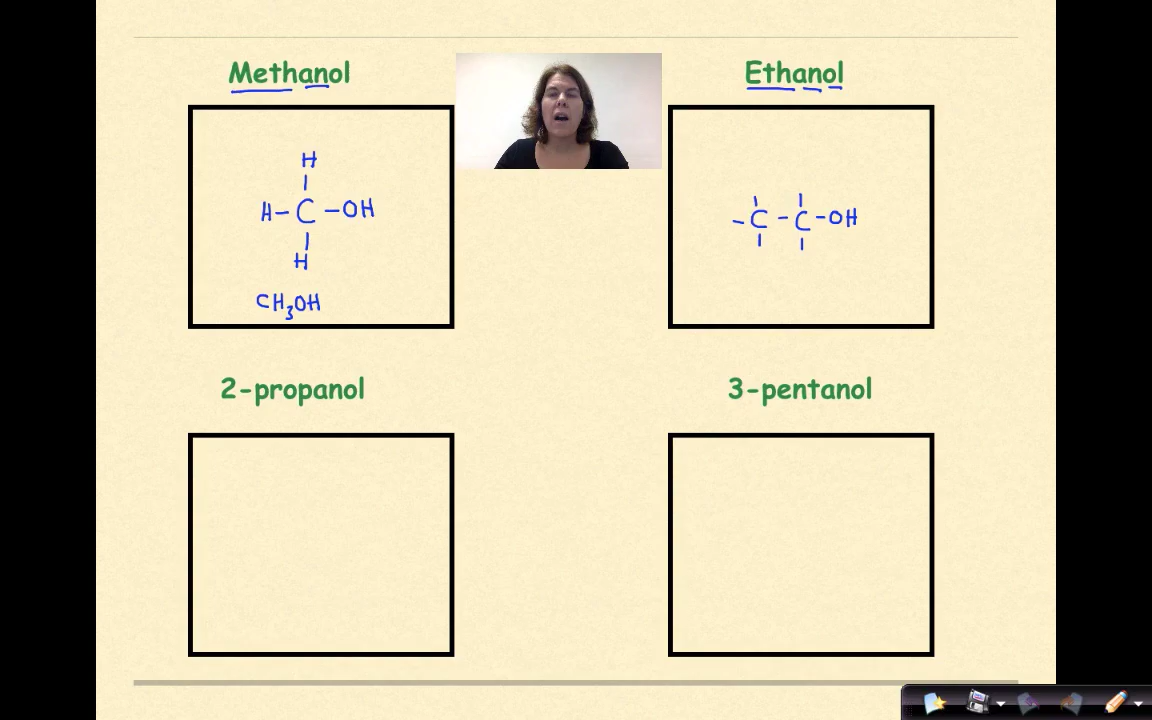 Methanol
Ethanol
H
H-C-OH
H
CH3OH
-C-C-OH
2-propanol
3-pentanol